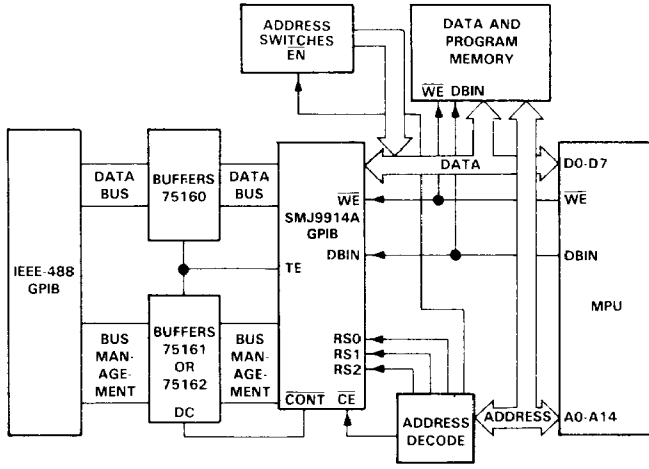 ADDRESS
SWITCHES
EN
DATA AND
PROGRAM
MEMORY
WE DBIN
IEEE-488
GPIB
DATA
BUS
BUFFERS
75160
DATA
BUS
SMJ9914A
GPIB
WE
DBIN
TE
RS0
RS1
RS2
CONT
CE
DATA
D0-D7
WE
DBIN
MPU
A0-A14
BUS
MAN-
AGE-
MENT
BUFFERS
75161
OR
75162
DC
BUS
MAN-
AGE-
MENT
ADDRESS
DECODE
ADDRESS